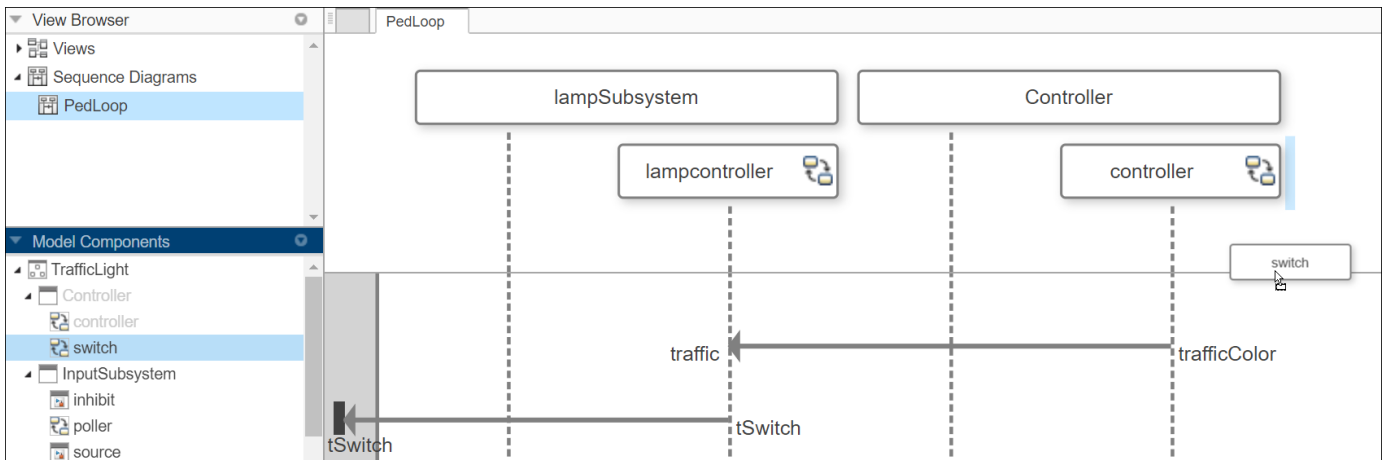 View Browser
PedLoop
Views
Sequence Diagrams
PedLoop
lampSubsystem
Controller
lampcontroller
controller
Model Components
TrafficLight
Controller
controller
switch
InputSubsystem
inhibit
poller
source
switch
traffic
trafficColor
tSwitch
tSwitch